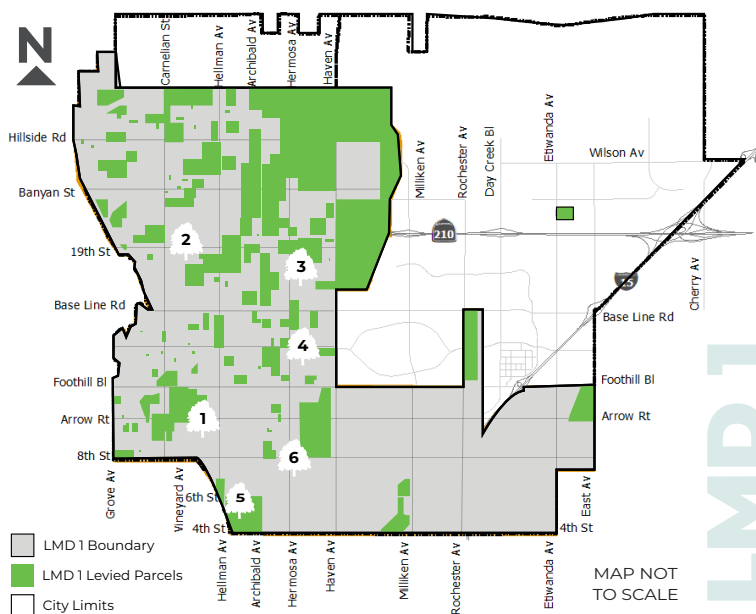 N
Carnelian St
Hellman Av
Archibald Av
Hermosa Av
Haven Av
Milliken Av
Rochester Av
Day Creek Bl
Etiwanda Av
Wilson Av
Hillside Rd
Banyan St
19th St
Base Line Rd
Foothill Bl
Arrow Rt
8th St
2
3
4
1
6
5
210
15
Cherry Av
Base Line Rd
Foothill Bl
Arrow Rt
6th St
4th St
4th St
Grove Av
Vineyard Av
Hellman Av
Archibald Av
Hermosa Av
Haven Av
Milliken Av
Rochester Av
Etiwanda Av
East Av
LMD 1 Boundary
LMD 1 Levied Parcels
City Limits
MAP NOT
TO SCALE
LMD 1